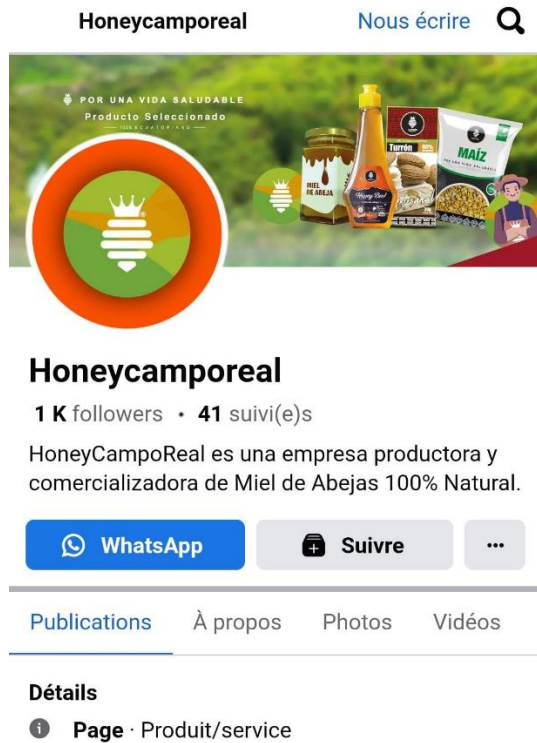 Honeycamporeal Nous écrire
POR UNA VIDA SALUDABLE
Producto Seleccionado
100% ECUATORIANO
MIEL
DE ABEJA
Turrón
MAÍZ
Honeycamporeal
1 K followers • 41 suivi(e)s
HoneyCampoReal es una empresa productora y
comercializadora de Miel de Abejas 100% Natural.
WhatsApp Suivre
Publications À propos Photos Vidéos
Détails
Page · Produit/service